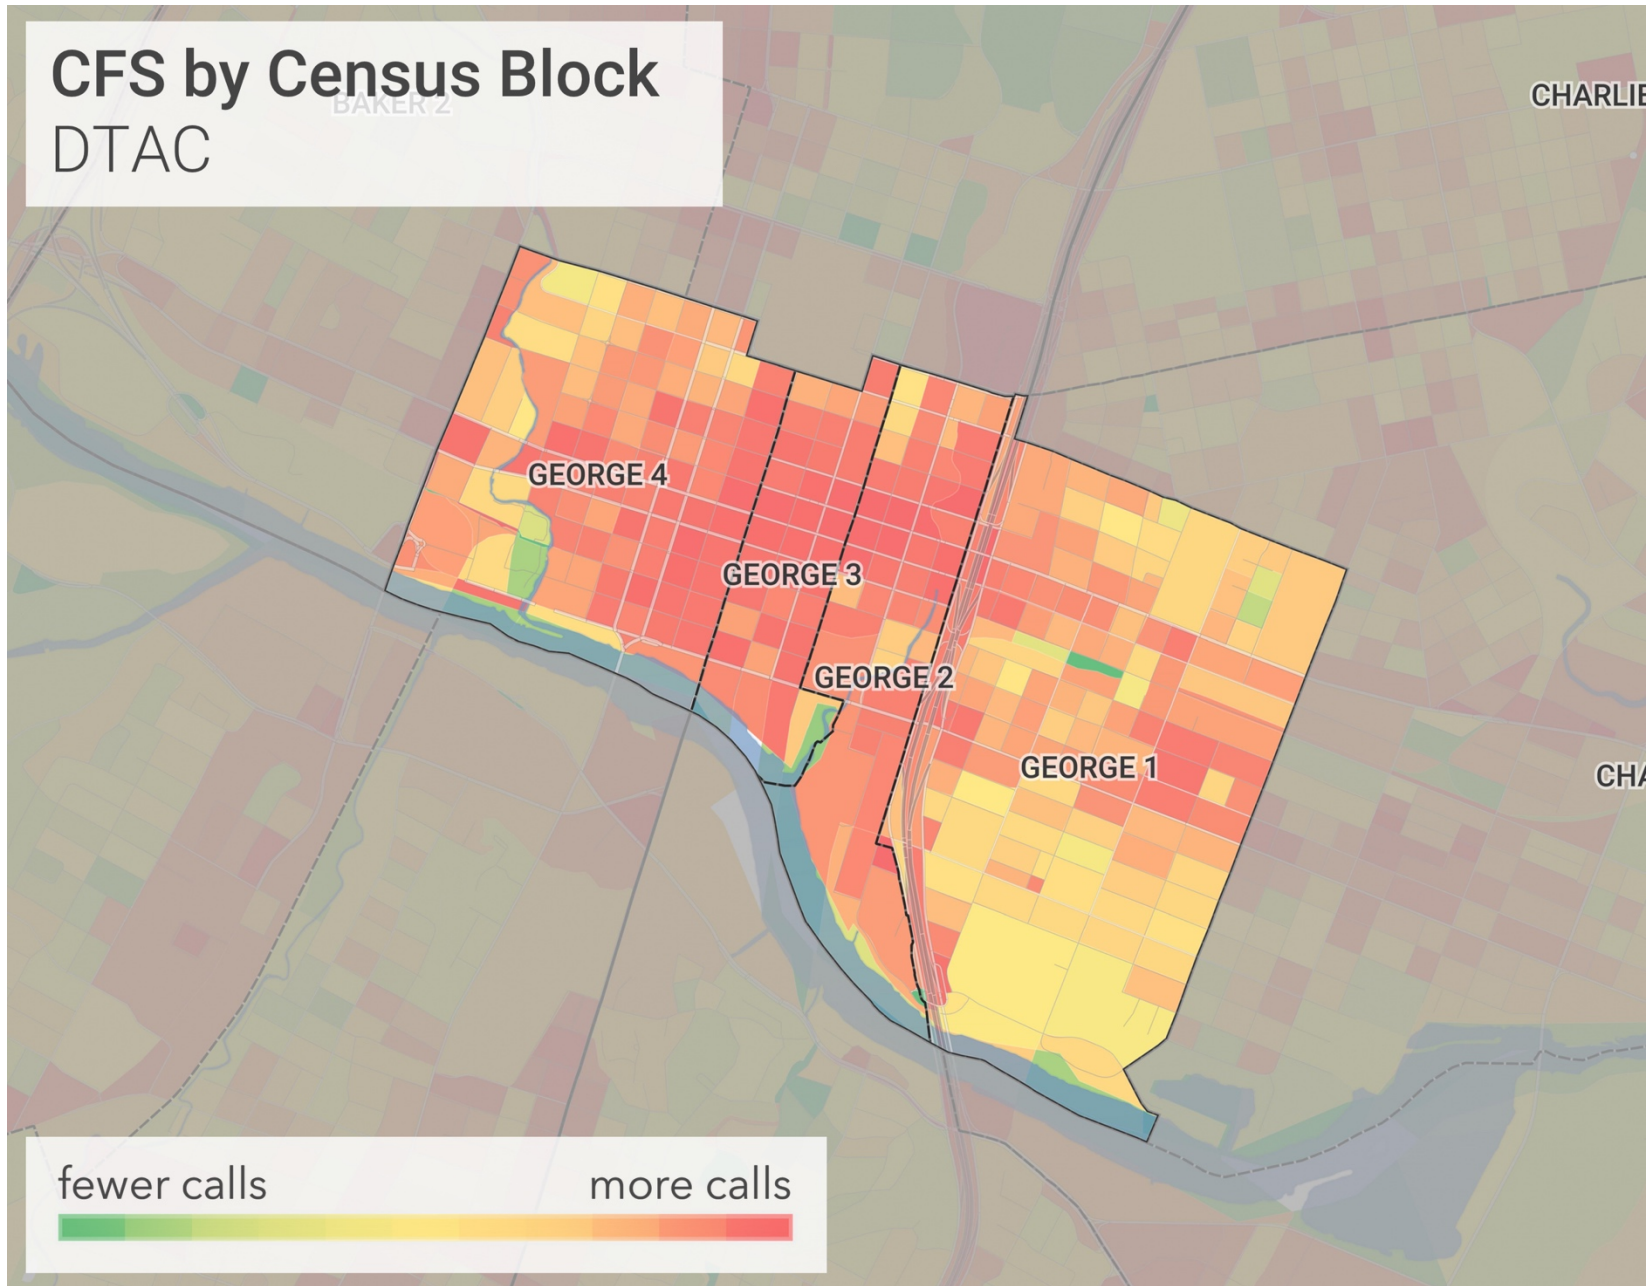 CFS by Census Block
BAKER 2
DTAC
CHARLIE
GEORGE 4
GEORGE 3
GEORGE 2
GEORGE 1
CHA
fewer calls
more calls